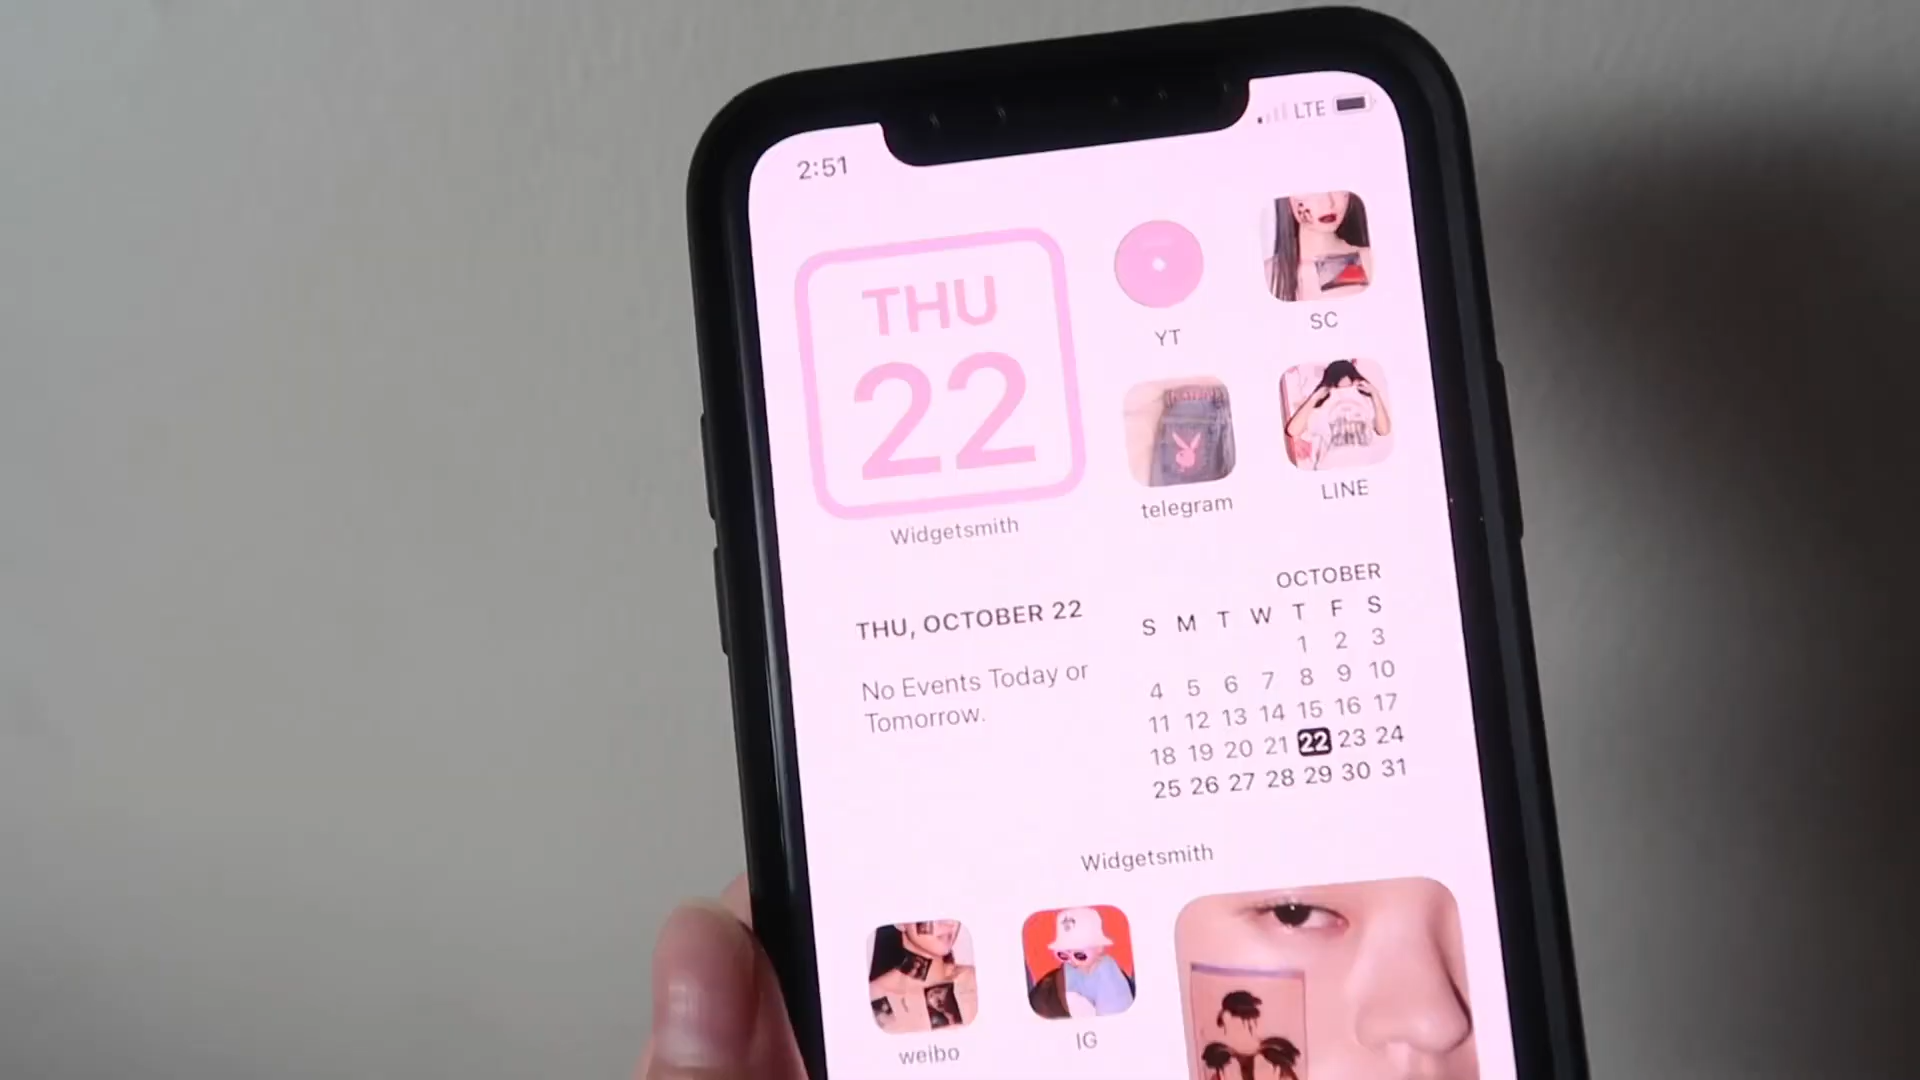 2:51
LTE
THU
22
Widgetsmith
YT
SC
telegram
LINE
THU, OCTOBER 22
No Events Today or
Tomorrow.
OCTOBER
S M T W T F S
1 2 3
4 5 6 7 8 9 10
11 12 13 14 15 16 17
18 19 20 21 22 23 24
25 26 27 28 29 30 31
Widgetsmith
weibo
IG